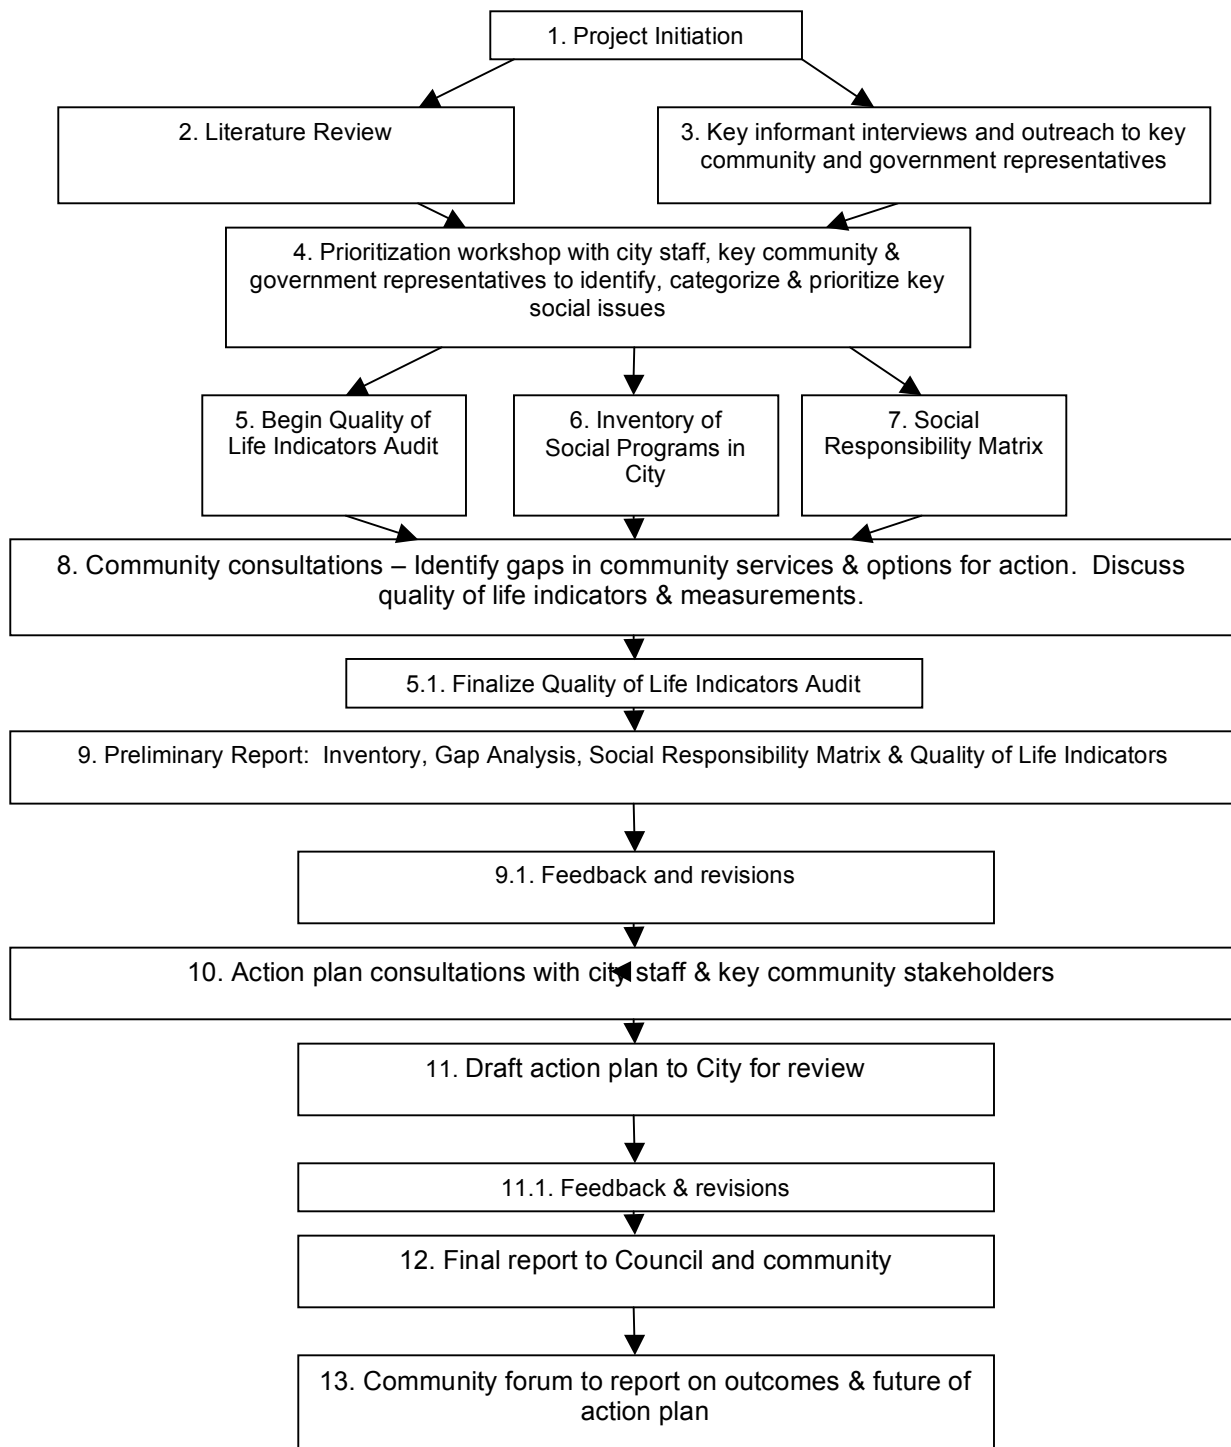 1. Project Initiation
2. Literature Review
3. Key informant interviews and outreach to key
community and government representatives
4. Prioritization workshop with city staff, key community &
government representatives to identify, categorize & prioritize key
social issues
5. Begin Quality of
Life Indicators Audit
6. Inventory of
Social Programs in
City
7. Social
Responsibility Matrix
8. Community consultations – Identify gaps in community services & options for action.  Discuss
quality of life indicators & measurements.
5.1. Finalize Quality of Life Indicators Audit
9. Preliminary Report:  Inventory, Gap Analysis, Social Responsibility Matrix & Quality of Life Indicators
9.1. Feedback and revisions
10. Action plan consultations with city staff & key community stakeholders
11. Draft action plan to City for review
11.1. Feedback & revisions
12. Final report to Council and community
13. Community forum to report on outcomes & future of
action plan